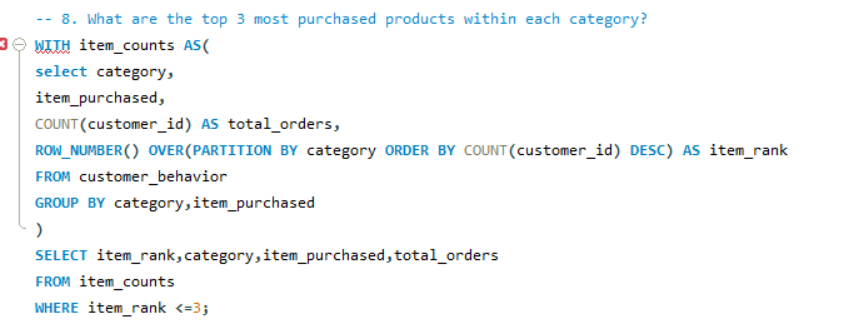 -- 8. What are the top 3 most purchased products within each category?
WITH item_counts AS(
select category,
item_purchased,
COUNT(customer_id) AS total_orders,
ROW_NUMBER() OVER(PARTITION BY category ORDER BY COUNT(customer_id) DESC) AS item_rank
FROM customer_behavior
GROUP BY category,item_purchased
)
SELECT item_rank,category,item_purchased,total_orders
FROM item_counts
WHERE item_rank <=3;